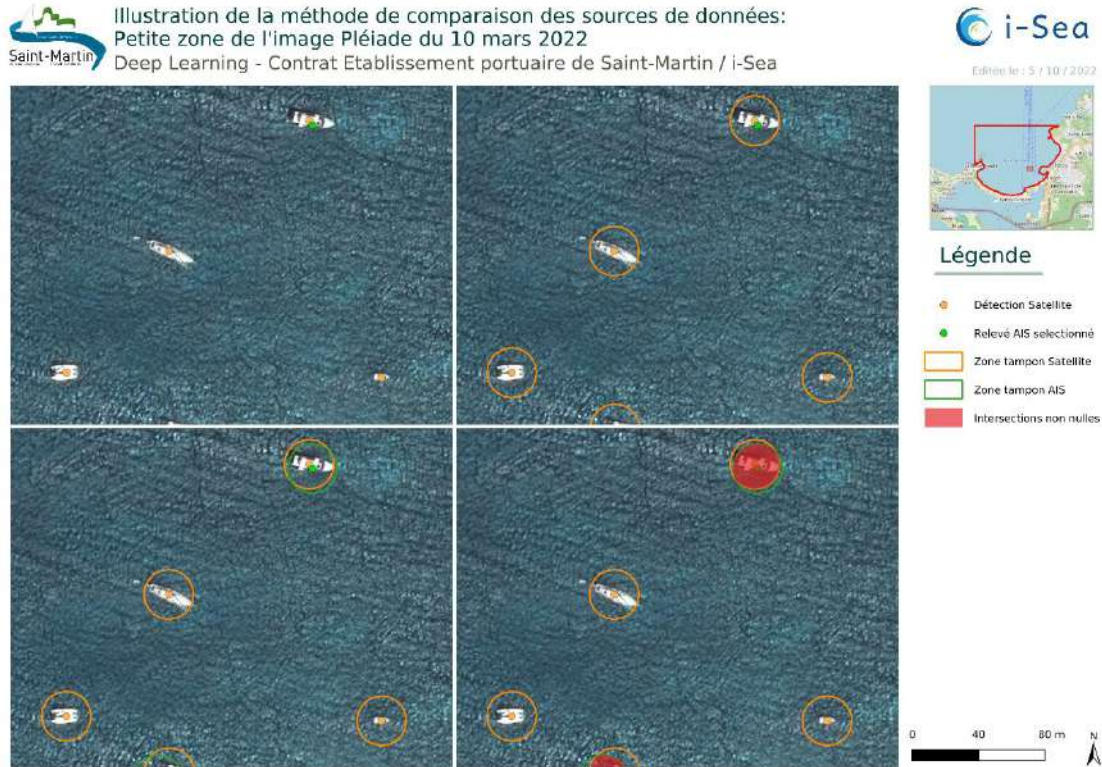 Saint-Martin
Illustration de la méthode de comparaison des sources de données:
Petite zone de l'image Pléiade du 10 mars 2022
Deep Learning - Contrat Etablissement portuaire de Saint-Martin / i-Sea
i-Sea
Editée le : 5 / 10 / 2022
Légende
Détection Satellite
Relevé AIS selectionné
Zone tampon Satellite
Zone tampon AIS
Intersections non nulles
0 40 80 m
N